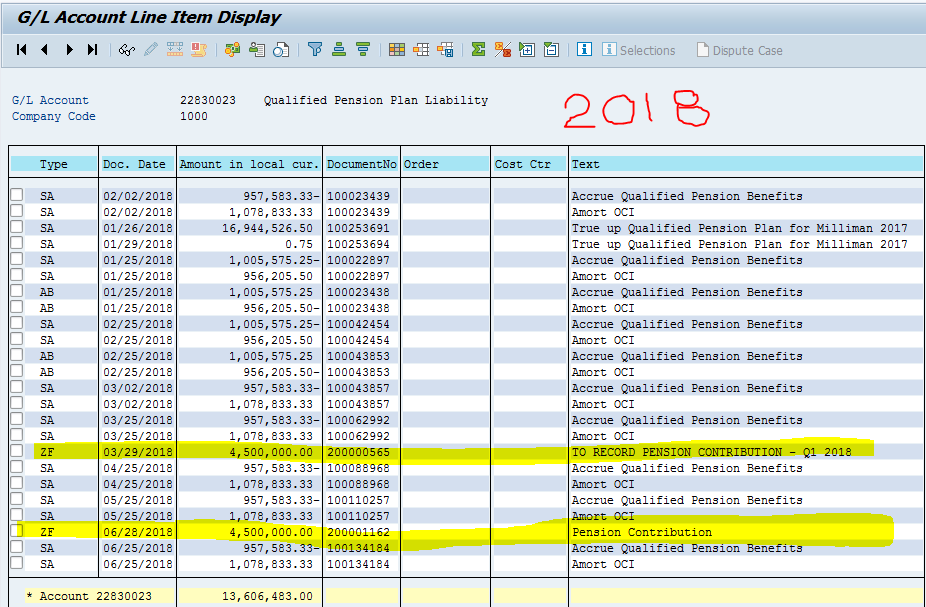 G/L Account Line Item Display
Selections Dispute Case
G/L Account 22830023 Qualified Pension Plan Liability
Company Code 1000
2018
Type Doc. Date Amount in local cur. DocumentNo Order Cost Ctr Text
SA 02/02/2018 957,583.33- 100023439 Accrue Qualified Pension Benefits
SA 02/02/2018 1,078,833.33 100023439 Amort OCI
SA 01/26/2018 16,944,526.50 100253691 True up Qualified Pension Plan for Milliman 2017
SA 01/29/2018 0.75 100253694 True up Qualified Pension Plan for Milliman 2017
SA 01/25/2018 1,005,575.25- 100022897 Accrue Qualified Pension Benefits
SA 01/25/2018 956,205.50 100022897 Amort OCI
AB 01/25/2018 1,005,575.25 100023438 Accrue Qualified Pension Benefits
AB 01/25/2018 956,205.50- 100023438 Amort OCI
SA 02/25/2018 1,005,575.25- 100042454 Accrue Qualified Pension Benefits
SA 02/25/2018 956,205.50 100042454 Amort OCI
AB 02/25/2018 1,005,575.25 100043853 Accrue Qualified Pension Benefits
AB 02/25/2018 956,205.50- 100043853 Amort OCI
SA 03/02/2018 957,583.33- 100043857 Accrue Qualified Pension Benefits
SA 03/02/2018 1,078,833.33 100043857 Amort OCI
SA 03/25/2018 957,583.33- 100062992 Accrue Qualified Pension Benefits
SA 03/25/2018 1,078,833.33 100062992 Amort OCI
ZF 03/29/2018 4,500,000.00 200000565 TO RECORD PENSION CONTRIBUTION - Q1 2018
SA 04/25/2018 957,583.33- 100088968 Accrue Qualified Pension Benefits
SA 04/25/2018 1,078,833.33 100088968 Amort OCI
SA 05/25/2018 957,583.33- 100110257 Accrue Qualified Pension Benefits
SA 05/25/2018 1,078,833.33 100110257 Amort OCI
ZF 06/28/2018 4,500,000.00 200001162 Pension Contribution
SA 06/25/2018 957,583.33- 100134184 Accrue Qualified Pension Benefits
SA 06/25/2018 1,078,833.33 100134184 Amort OCI
* Account 22830023 13,606,483.00